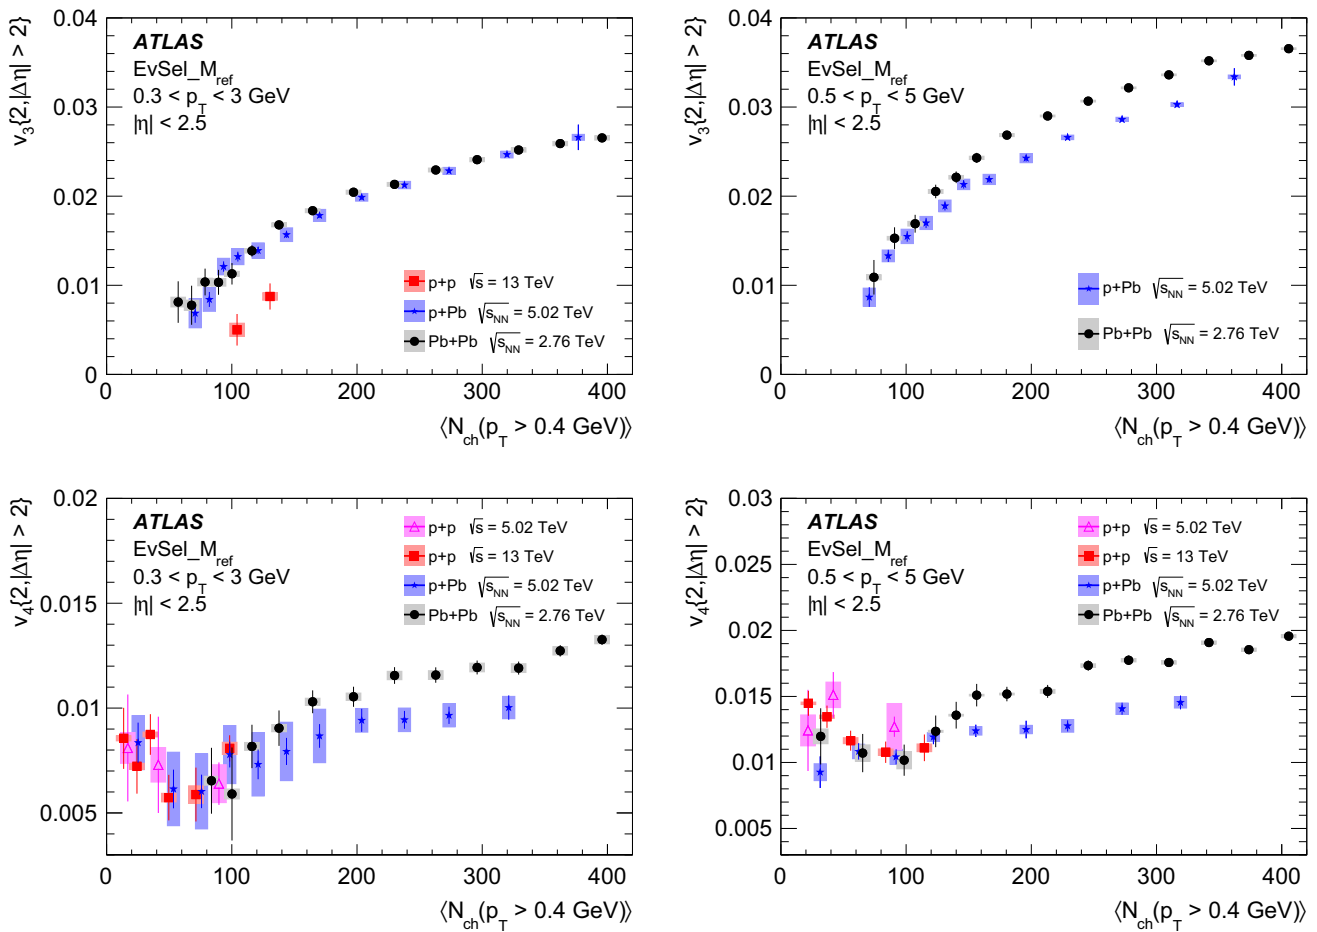 v3{2,|Δη| > 2}
0.04
0.03
0.02
0.01
0
ATLAS
EvSel_Mref
0.3 < pT < 3 GeV
|η| < 2.5
p+p √s = 13 TeV
p+Pb √sNN = 5.02 TeV
Pb+Pb √sNN = 2.76 TeV
0 100 200 300 400
⟨Nch(pT > 0.4 GeV)⟩
v3{2,|Δη| > 2}
0.04
0.03
0.02
0.01
0
ATLAS
EvSel_Mref
0.5 < pT < 5 GeV
|η| < 2.5
p+Pb √sNN = 5.02 TeV
Pb+Pb √sNN = 2.76 TeV
0 100 200 300 400
⟨Nch(pT > 0.4 GeV)⟩
v4{2,|Δη| > 2}
0.02
0.015
0.01
0.005
ATLAS
EvSel_Mref
0.3 < pT < 3 GeV
|η| < 2.5
p+p √s = 5.02 TeV
p+p √s = 13 TeV
p+Pb √sNN = 5.02 TeV
Pb+Pb √sNN = 2.76 TeV
0 100 200 300 400
⟨Nch(pT > 0.4 GeV)⟩
v4{2,|Δη| > 2}
0.03
0.025
0.02
0.015
0.01
0.005
ATLAS
EvSel_Mref
0.5 < pT < 5 GeV
|η| < 2.5
p+p √s = 5.02 TeV
p+p √s = 13 TeV
p+Pb √sNN = 5.02 TeV
Pb+Pb √sNN = 2.76 TeV
0 100 200 300 400
⟨Nch(pT > 0.4 GeV)⟩